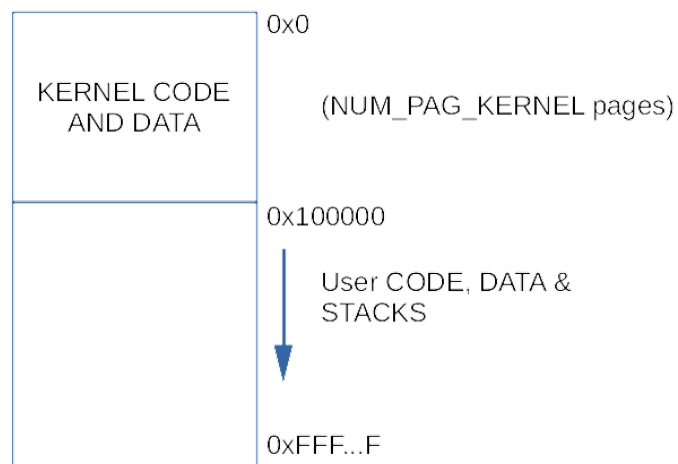 0x0
KERNEL CODE
AND DATA
(NUM_PAG_KERNEL pages)
0x100000
User CODE, DATA &
STACKS
0xFFF...F